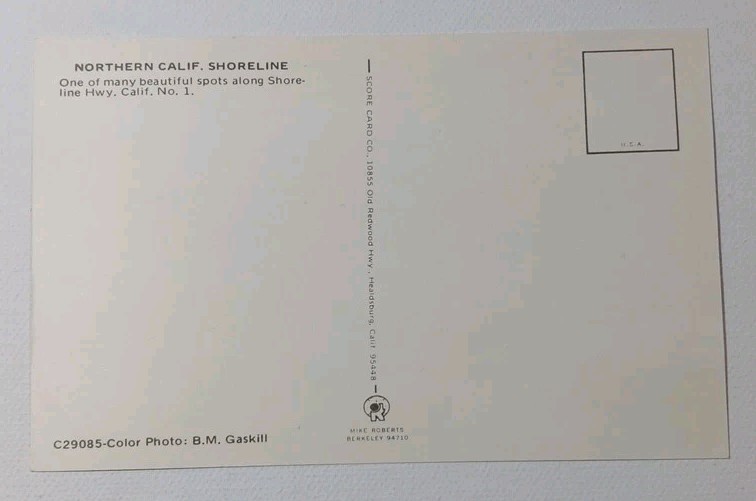 NORTHERN CALIF. SHORELINE
One of many beautiful spots along Shore-
line Hwy. Calif. No. 1.
SCORE CARD CO., 10855 Old Redwood Hwy., Healdsburg, Calif. 95448
U.S.A.
C29085-Color Photo: B.M. Gaskill
MIKE ROBERTS
BERKELEY 94710